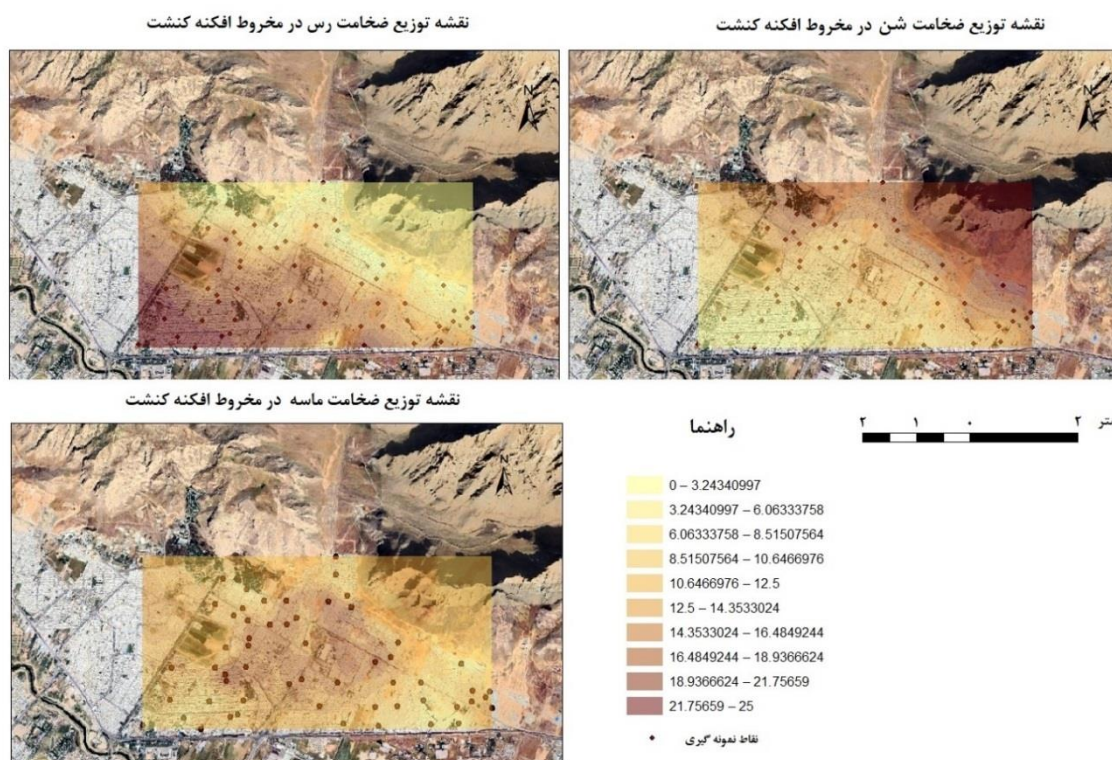 نقشه توزیع ضخامت شن در مخروط افکنه کنشت
نقشه توزیع ضخامت رس در مخروط افکنه کنشت
N
N
نقشه توزیع ضخامت ماسه در مخروط افکنه کنشت
راهنما
۲ ۱ ۰ ۲ متر
0 – 3.24340997
3.24340997 – 6.06333758
6.06333758 – 8.51507564
8.51507564 – 10.6466976
10.6466976 – 12.5
12.5 – 14.3533024
14.3533024 – 16.4849244
16.4849244 – 18.9366624
18.9366624 – 21.75659
21.75659 – 25
نقاط نمونه گیری